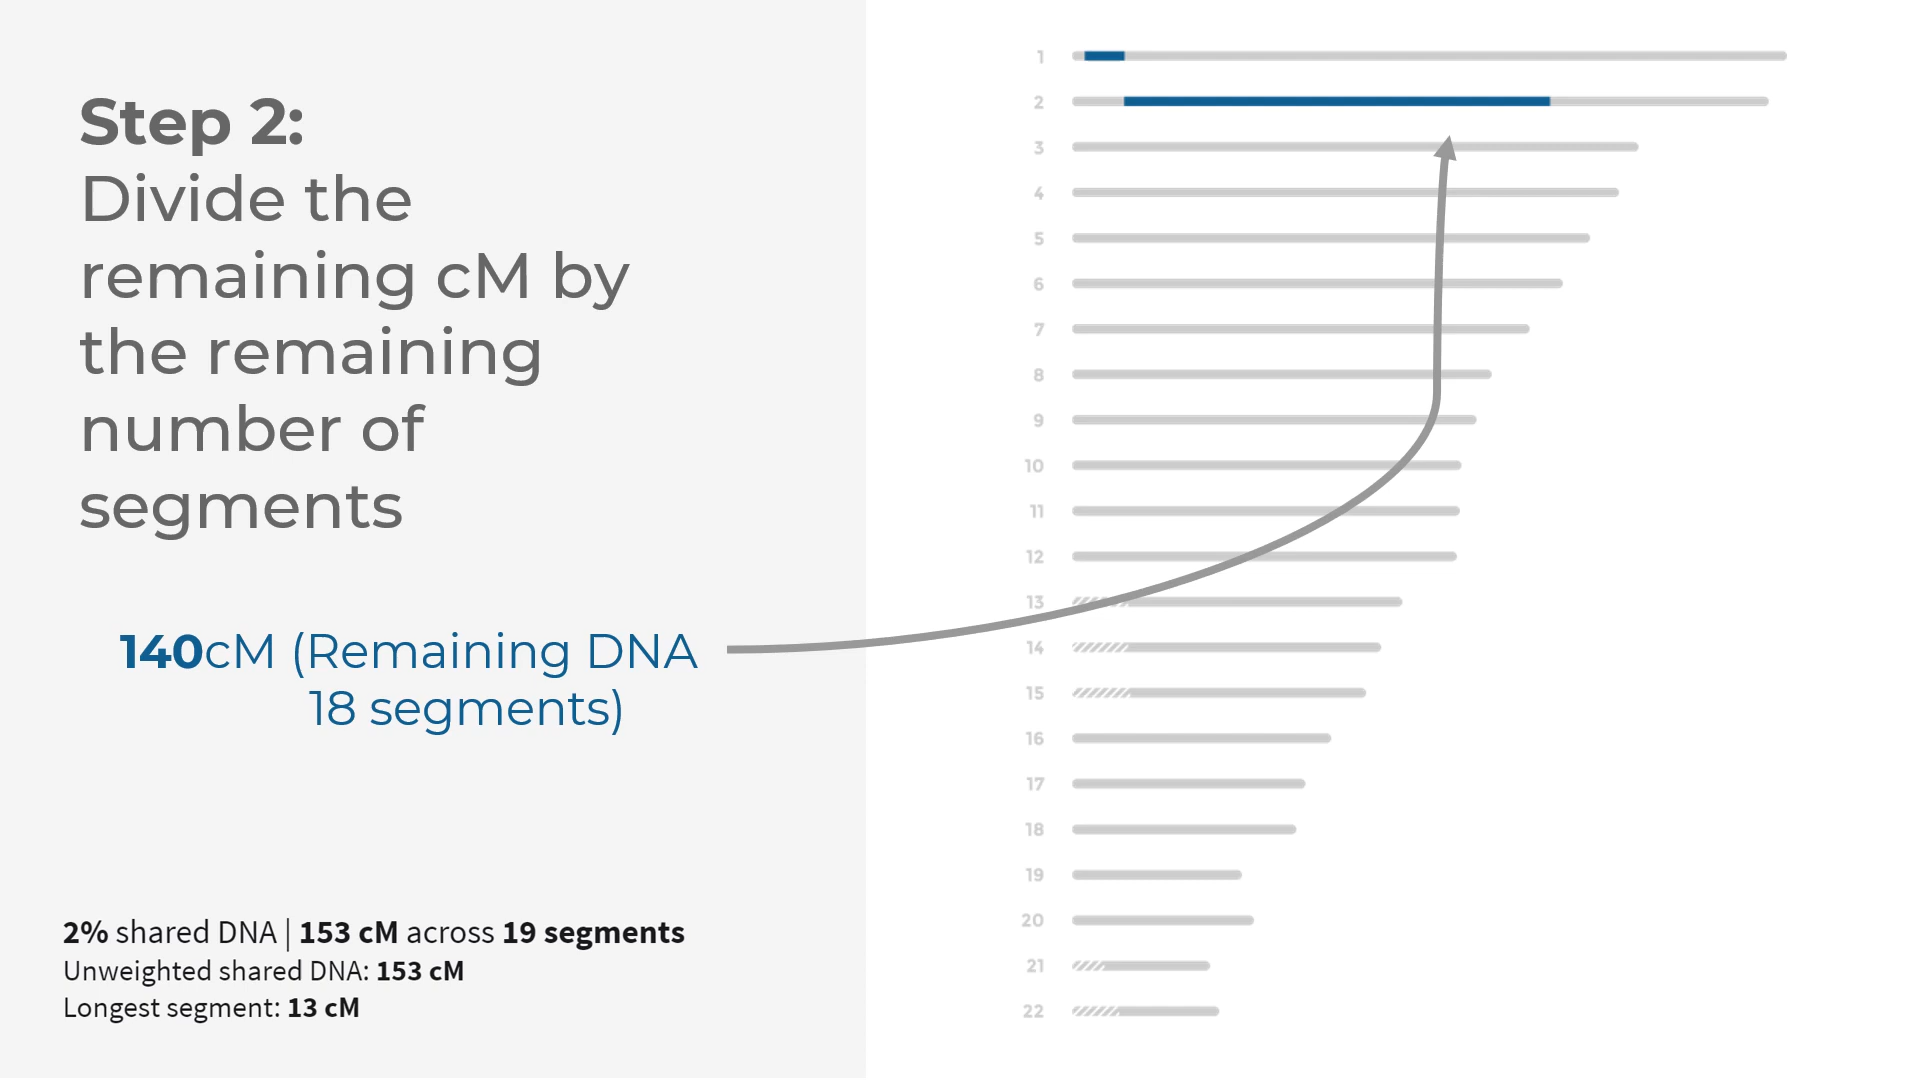 Step 2:
Divide the
remaining cM by
the remaining
number of
segments
140cM (Remaining DNA
18 segments)
2% shared DNA | 153 cM across 19 segments
Unweighted shared DNA: 153 cM
Longest segment: 13 cM
1
2
3
4
5
6
7
8
9
10
11
12
13
14
15
16
17
18
19
20
21
22